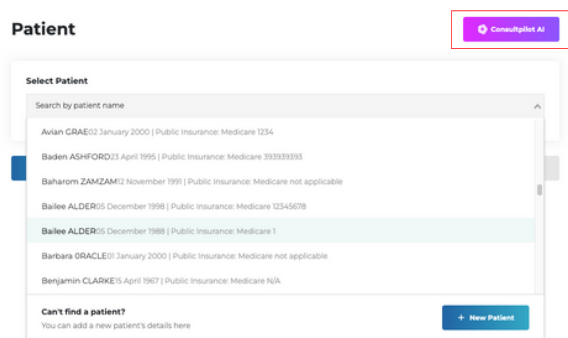 Patient
Consultpilot AI
Select Patient
Search by patient name
Avian GRAE02 January 2000 | Public Insurance: Medicare 1234
Baden ASHFORD23 April 1995 | Public Insurance: Medicare 393939393
Baharom ZAMZAM12 November 1991 | Public Insurance: Medicare not applicable
Bailee ALDER05 December 1998 | Public Insurance: Medicare 12345678
Bailee ALDER05 December 1988 | Public Insurance: Medicare 1
Barbara ORACLE01 January 2000 | Public Insurance: Medicare not applicable
Benjamin CLARKE15 April 1967 | Public Insurance: Medicare N/A
Can't find a patient?
You can add a new patient's details here
+ New Patient